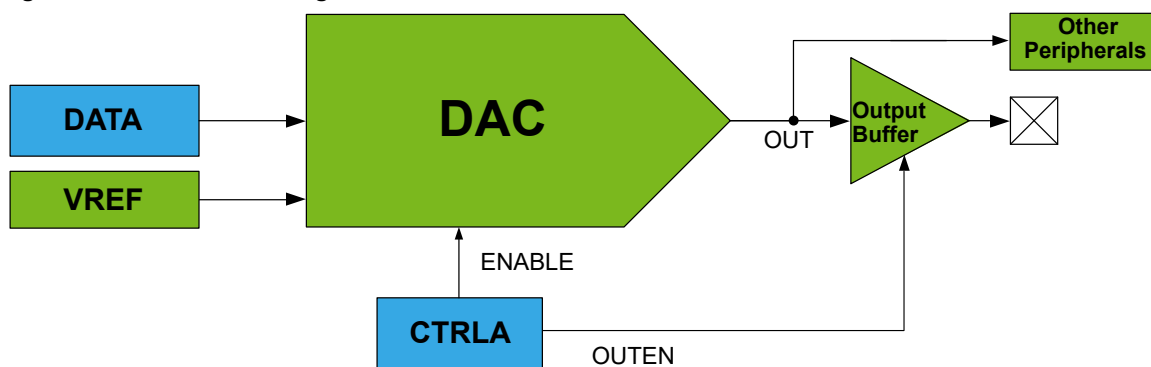 Other
Peripherals
DATA
DAC
Output
Buffer
OUT
VREF
ENABLE
CTRLA
OUTEN